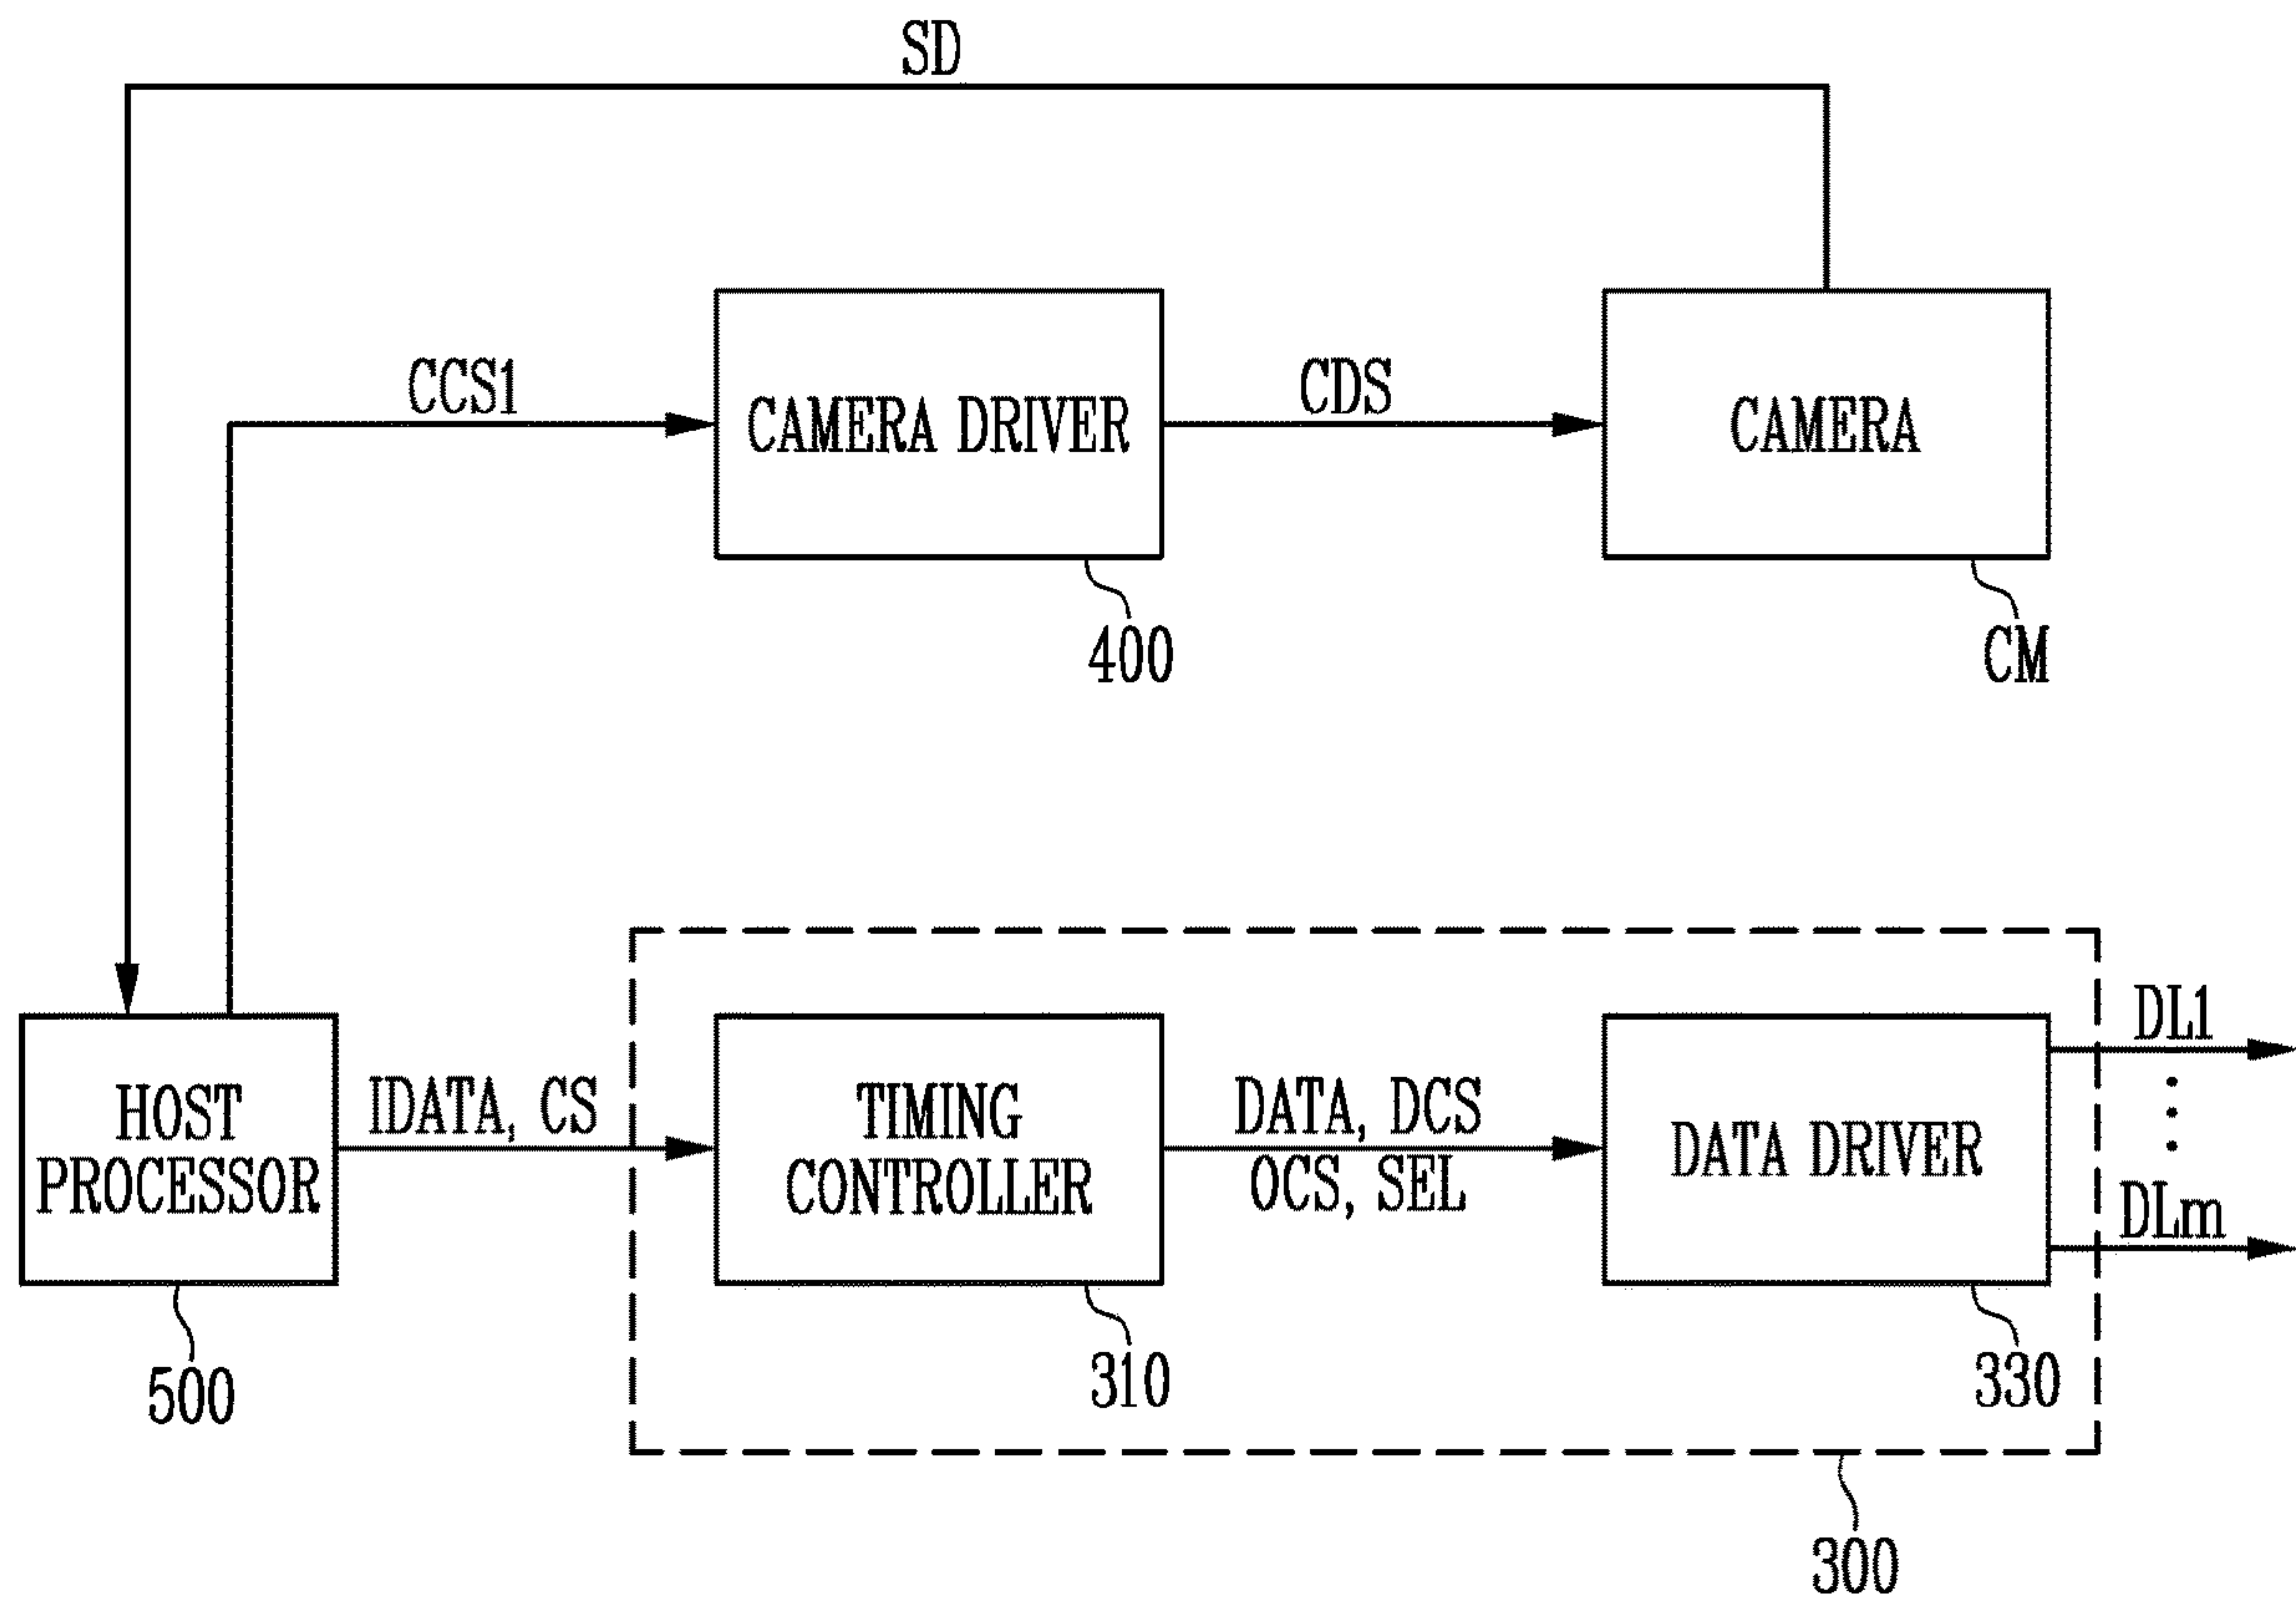 SD
CCS1
CAMERA DRIVER
CDS
CAMERA
400
CM
HOST
PROCESSOR
500
IDATA, CS
TIMING
CONTROLLER
310
DATA, DCS
OCS, SEL
DATA DRIVER
330
DL1
DLm
300